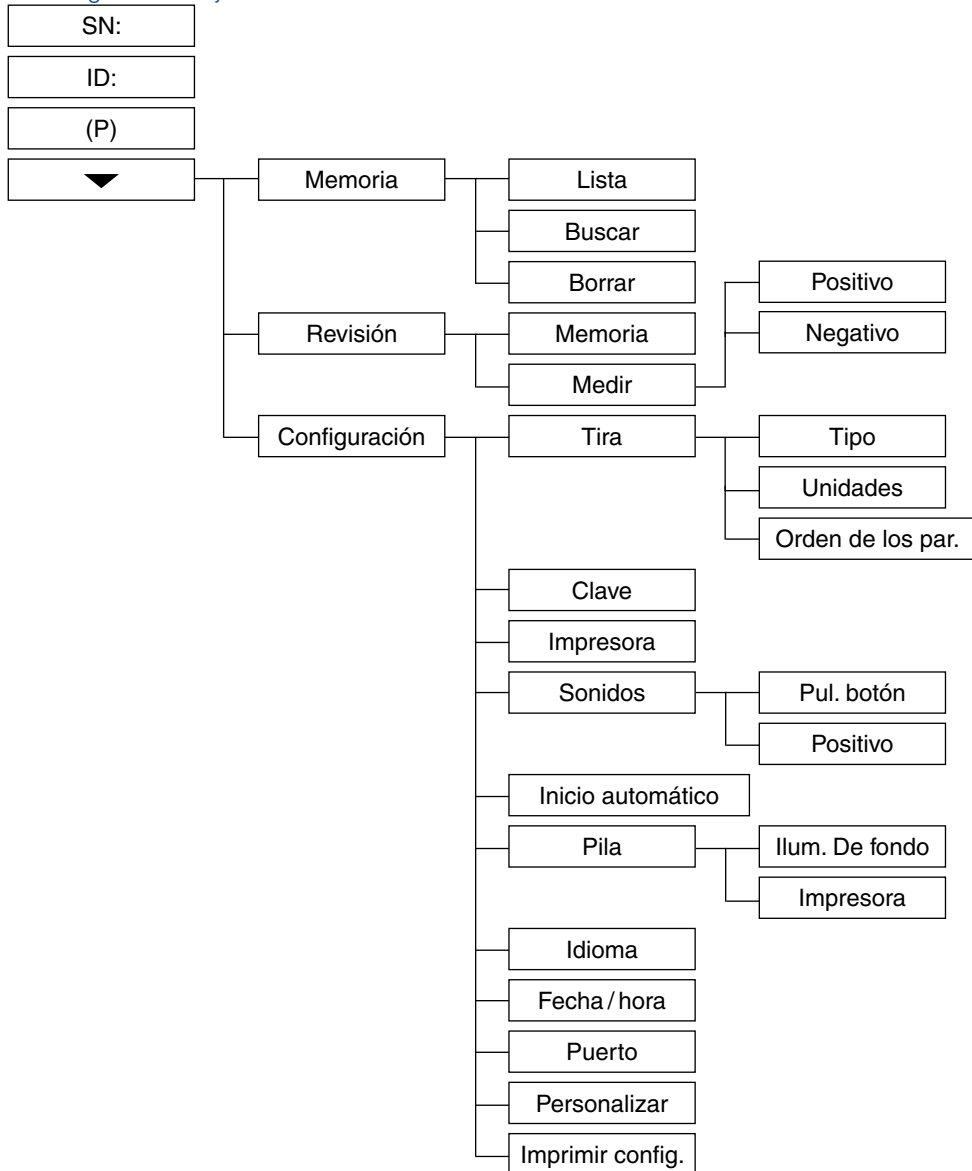 SN:
ID:
(P)
Memoria
Lista
Buscar
Borrar
Positivo
Revisión
Memoria
Negativo
Medir
Configuración
Tira
Tipo
Unidades
Orden de los par.
Clave
Impresora
Sonidos
Pul. botón
Positivo
Inicio automático
Pila
Ilum. De fondo
Impresora
Idioma
Fecha / hora
Puerto
Personalizar
Imprimir config.